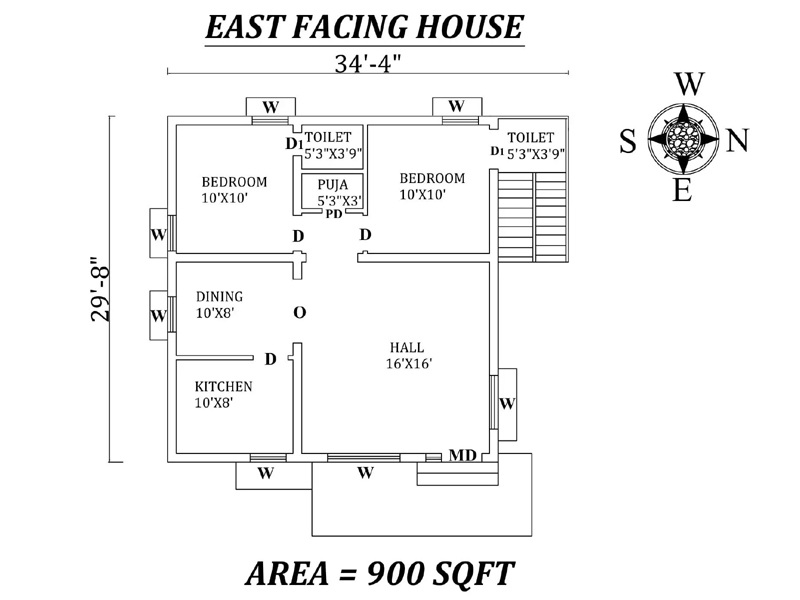 EAST FACING HOUSE
34'-4"
W
W
W
S
N
E
TOILET
5'3"X3'9"
D1
TOILET
5'3"X3'9"
D1
BEDROOM
10'X10'
PUJA
5'3"X3'
PD
BEDROOM
10'X10'
W
D
D
29'-8"
DINING
10'X8'
W
O
D
HALL
16'X16'
KITCHEN
10'X8'
W
MD
W
W
AREA = 900 SQFT